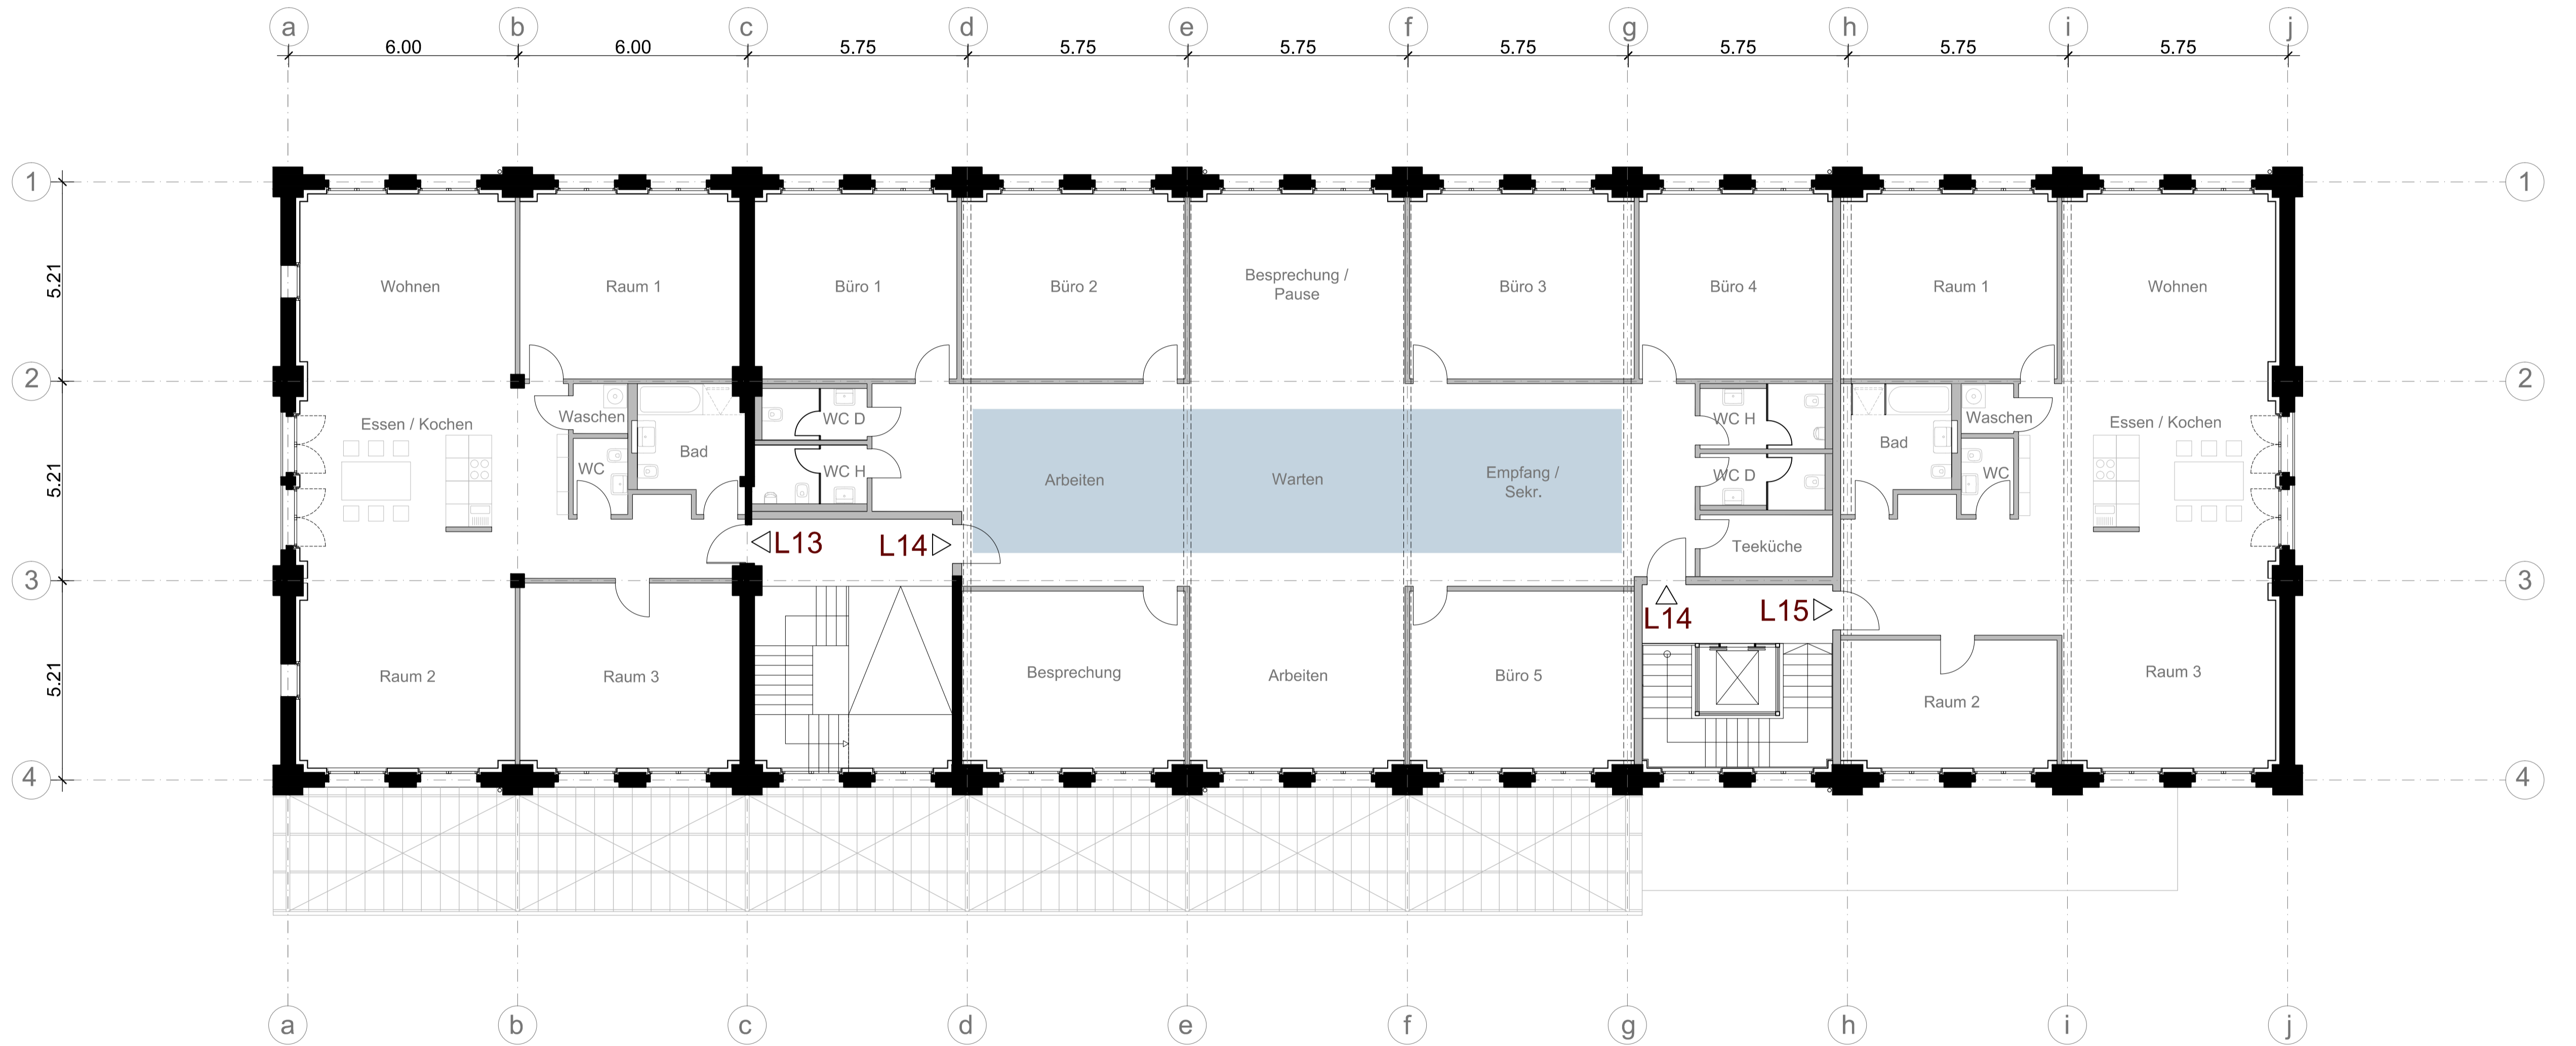 a b c d e f g h i j
6.00 6.00 5.75 5.75 5.75 5.75 5.75 5.75 5.75
1 1
5.21
Wohnen Raum 1 Büro 1 Büro 2 Besprechung / Büro 3 Büro 4 Raum 1 Wohnen
Pause
2 2
Essen / Kochen Waschen WC D WC H Waschen Essen / Kochen
Bad Bad
5.21
WC WC H Arbeiten Warten Empfang / WC D WC
Sekr.
L13 L14 Teeküche
3 3
L14 L15
5.21
Raum 2 Raum 3 Besprechung Arbeiten Büro 5 Raum 2 Raum 3
4 4
a b c d e f g h i j